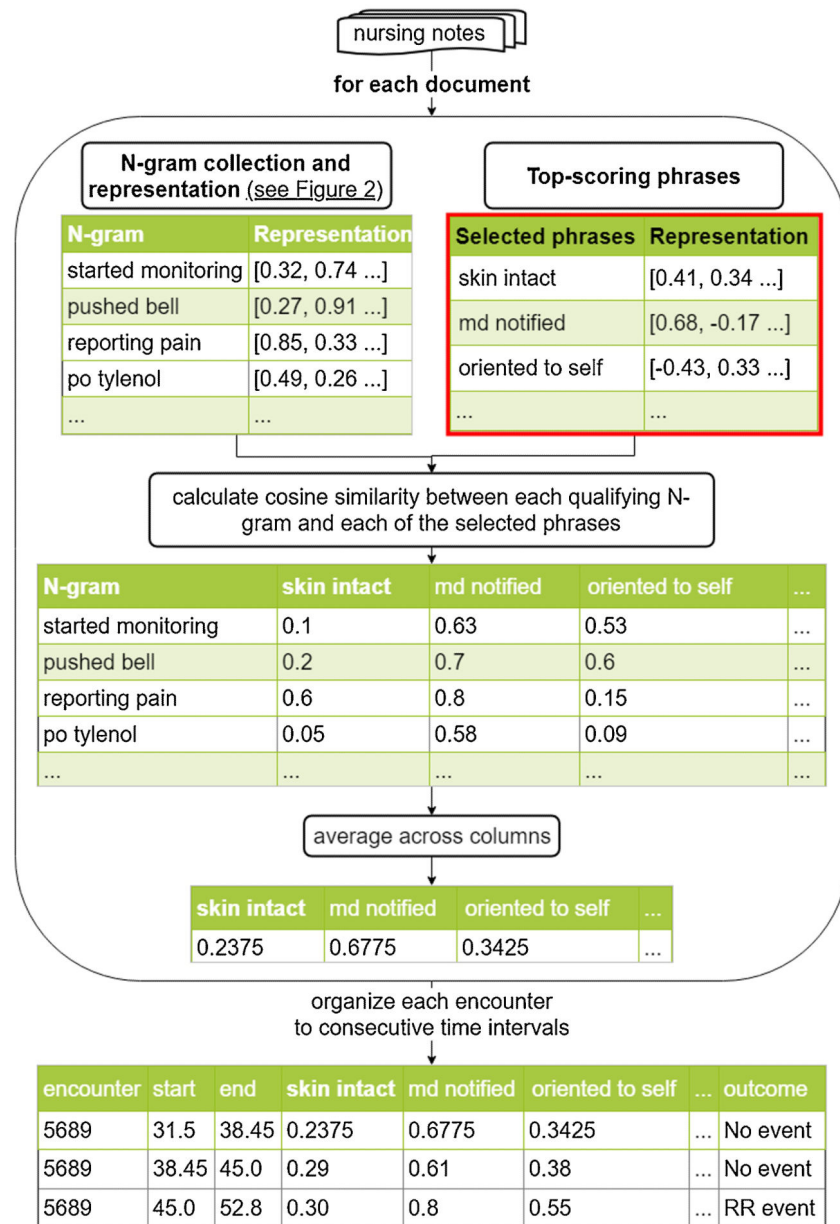 nursing notes
for each document
N-gram collection and
representation (see Figure 2)
N-gram Representation
started monitoring [0.32, 0.74 ...]
pushed bell [0.27, 0.91 ...]
reporting pain [0.85, 0.33 ...]
po tylenol [0.49, 0.26 ...]
... ...
Top-scoring phrases
Selected phrases Representation
skin intact [0.41, 0.34 ...]
md notified [0.68, -0.17 ...]
oriented to self [-0.43, 0.33 ...]
... ...
calculate cosine similarity between each qualifying N-
gram and each of the selected phrases
N-gram skin intact md notified oriented to self ...
started monitoring 0.1 0.63 0.53 ...
pushed bell 0.2 0.7 0.6 ...
reporting pain 0.6 0.8 0.15 ...
po tylenol 0.05 0.58 0.09 ...
... ... ... ... ...
average across columns
skin intact md notified oriented to self ...
0.2375 0.6775 0.3425 ...
organize each encounter
to consecutive time intervals
encounter start end skin intact md notified oriented to self ... outcome
5689 31.5 38.45 0.2375 0.6775 0.3425 ... No event
5689 38.45 45.0 0.29 0.61 0.38 ... No event
5689 45.0 52.8 0.30 0.8 0.55 ... RR event